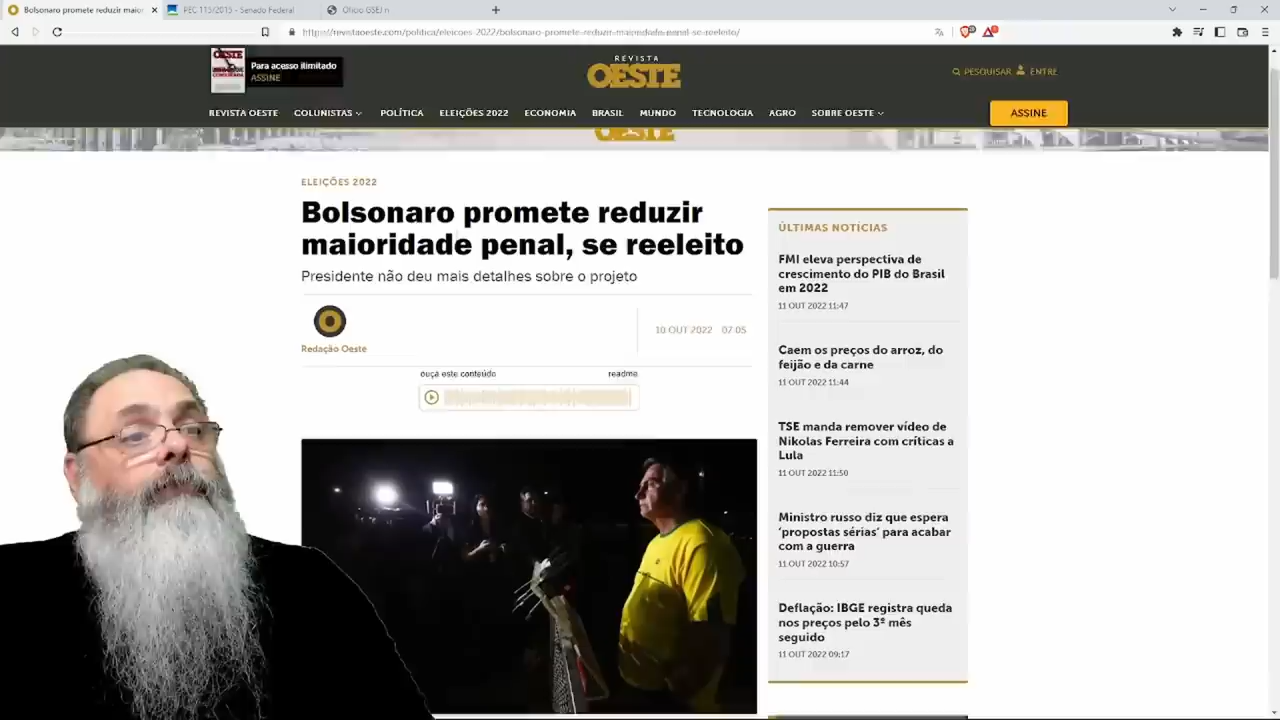 Bolsonaro promete reduzir maior
PEC 115/2015 - Senado Federal
Ofício GSEJ n
https://revistaoeste.com/politica/eleicoes-2022/bolsonaro-promete-reduzir-maioridade-penal-se-reeleito/
OESTE
Para acesso ilimitado
ASSINE
REVISTA
OESTE
PESQUISAR
ENTRE
REVISTA OESTE
COLUNISTAS
POLÍTICA
ELEIÇÕES 2022
ECONOMIA
BRASIL
MUNDO
TECNOLOGIA
AGRO
SOBRE OESTE
ASSINE
OESTE
ELEIÇÕES 2022
Bolsonaro promete reduzir
maioridade penal, se reeleito
Presidente não deu mais detalhes sobre o projeto
Redação Oeste
10 OUT 2022 07:05
ouça este conteúdo
readme
ÚLTIMAS NOTÍCIAS
FMI eleva perspectiva de
crescimento do PIB do Brasil
em 2022
11 OUT 2022 11:47
Caem os preços do arroz, do
feijão e da carne
11 OUT 2022 11:44
TSE manda remover vídeo de
Nikolas Ferreira com críticas a
Lula
11 OUT 2022 11:50
Ministro russo diz que espera
‘propostas sérias’ para acabar
com a guerra
11 OUT 2022 10:57
Deflação: IBGE registra queda
nos preços pelo 3º mês
seguido
11 OUT 2022 09:17